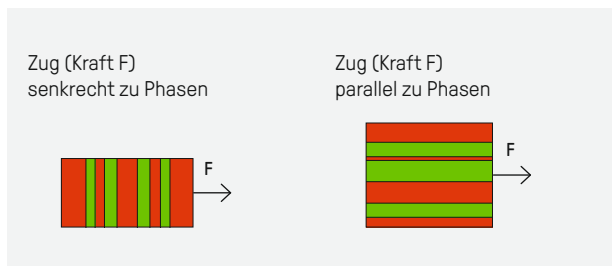 Zug (Kraft F)
senkrecht zu Phasen
F
Zug (Kraft F)
parallel zu Phasen
F